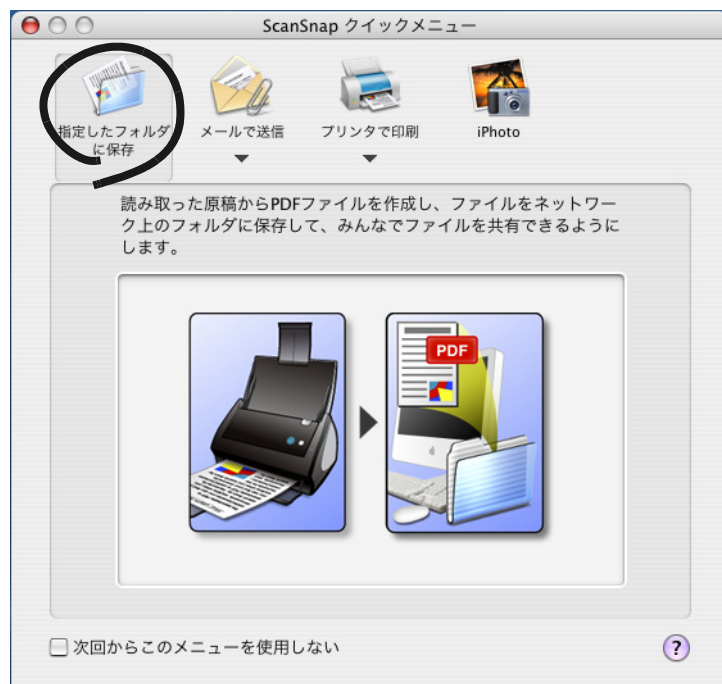 ScanSnap クイックメニュー
指定したフォルダ
に保存
メールで送信
プリンタで印刷
iPhoto
読み取った原稿からPDFファイルを作成し、ファイルをネットワー
ク上のフォルダに保存して、みんなでファイルを共有できるように
します。
PDF
次回からこのメニューを使用しない
?